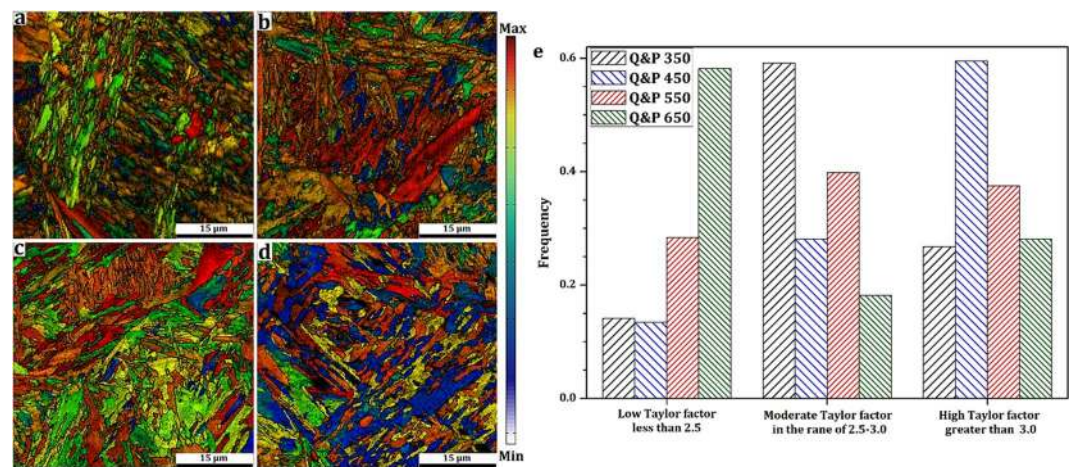 a
15 μm
b
15 μm
c
15 μm
d
15 μm
Max
Min
e
Q&P 350
Q&P 450
Q&P 550
Q&P 650
Frequency
0.6
0.4
0.2
0.0
Low Taylor factor
less than 2.5
Moderate Taylor factor
in the rane of 2.5-3.0
High Taylor factor
greater than 3.0